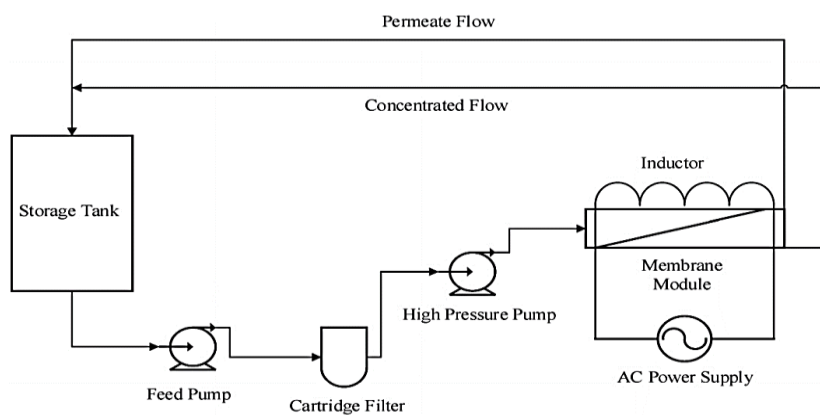 Permeate Flow
Concentrated Flow
Storage Tank
Inductor
Membrane
Module
High Pressure Pump
AC Power Supply
Feed Pump
Cartridge Filter